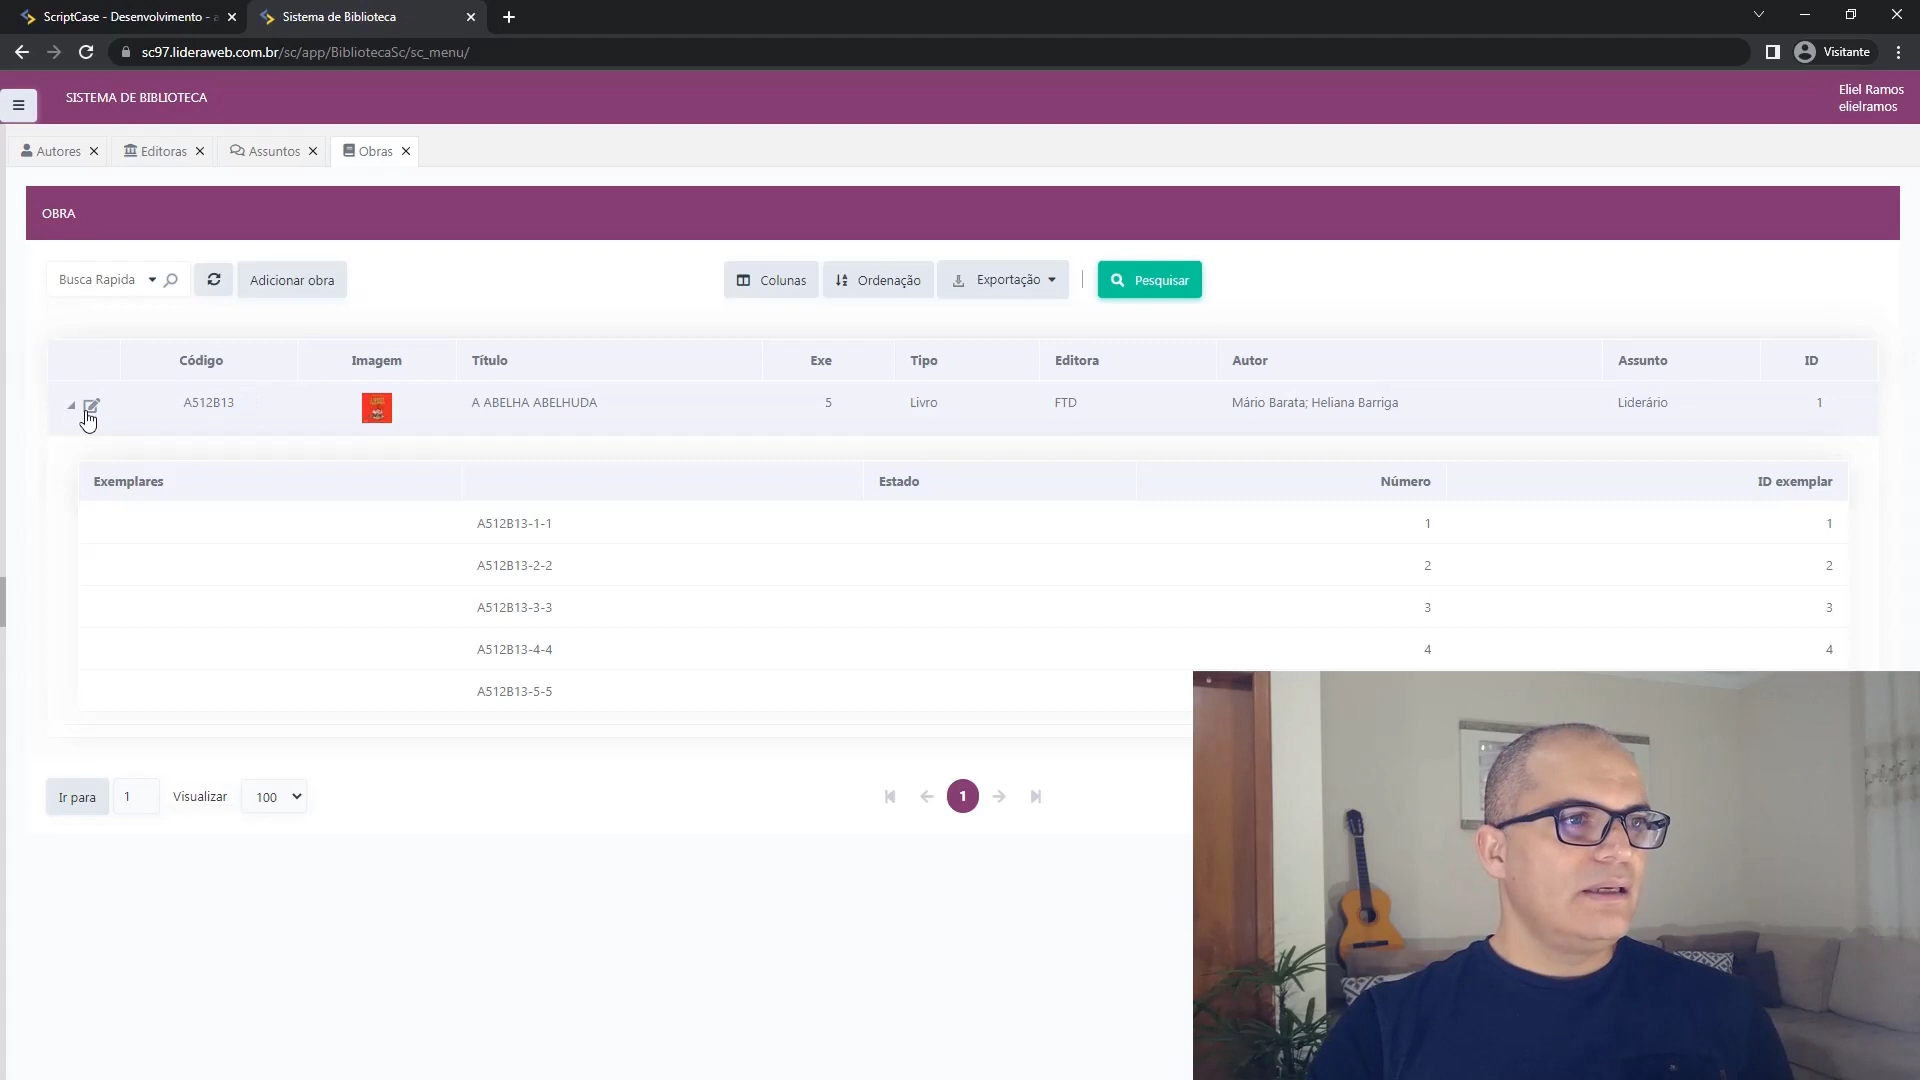 ScriptCase - Desenvolvimento -
Sistema de Biblioteca
sc97.lideraweb.com.br/sc/app/BibliotecaSc/sc_menu/
Visitante
SISTEMA DE BIBLIOTECA
Eliel Ramos
elielramos
Autores
Editoras
Assuntos
Obras
OBRA
Busca Rapida
Adicionar obra
Colunas
Ordenação
Exportação
Pesquisar
Código Imagem Título Exe Tipo Editora Autor Assunto ID
A512B13 A ABELHA ABELHUDA 5 Livro FTD Mário Barata; Heliana Barriga Liderário 1
Exemplares Estado Número ID exemplar
A512B13-1-1 1 1
A512B13-2-2 2 2
A512B13-3-3 3 3
A512B13-4-4 4 4
A512B13-5-5
Ir para 1 Visualizar 100
1